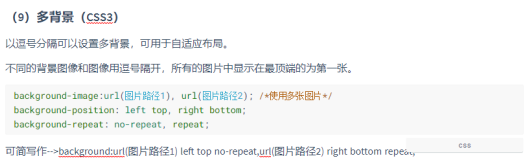 （9）多背景（CSS3）
以逗号分隔可以设置多背景，可用于自适应布局。
不同的背景图像和图像用逗号隔开，所有的图片中显示在最顶端的为第一张。
background-image:url(图片路径1), url(图片路径2); /*使用多张图片*/
background-position: left top, right bottom;
background-repeat: no-repeat, repeat;
css
可简写作-->background:url(图片路径1) left top no-repeat,url(图片路径2) right bottom repeat;